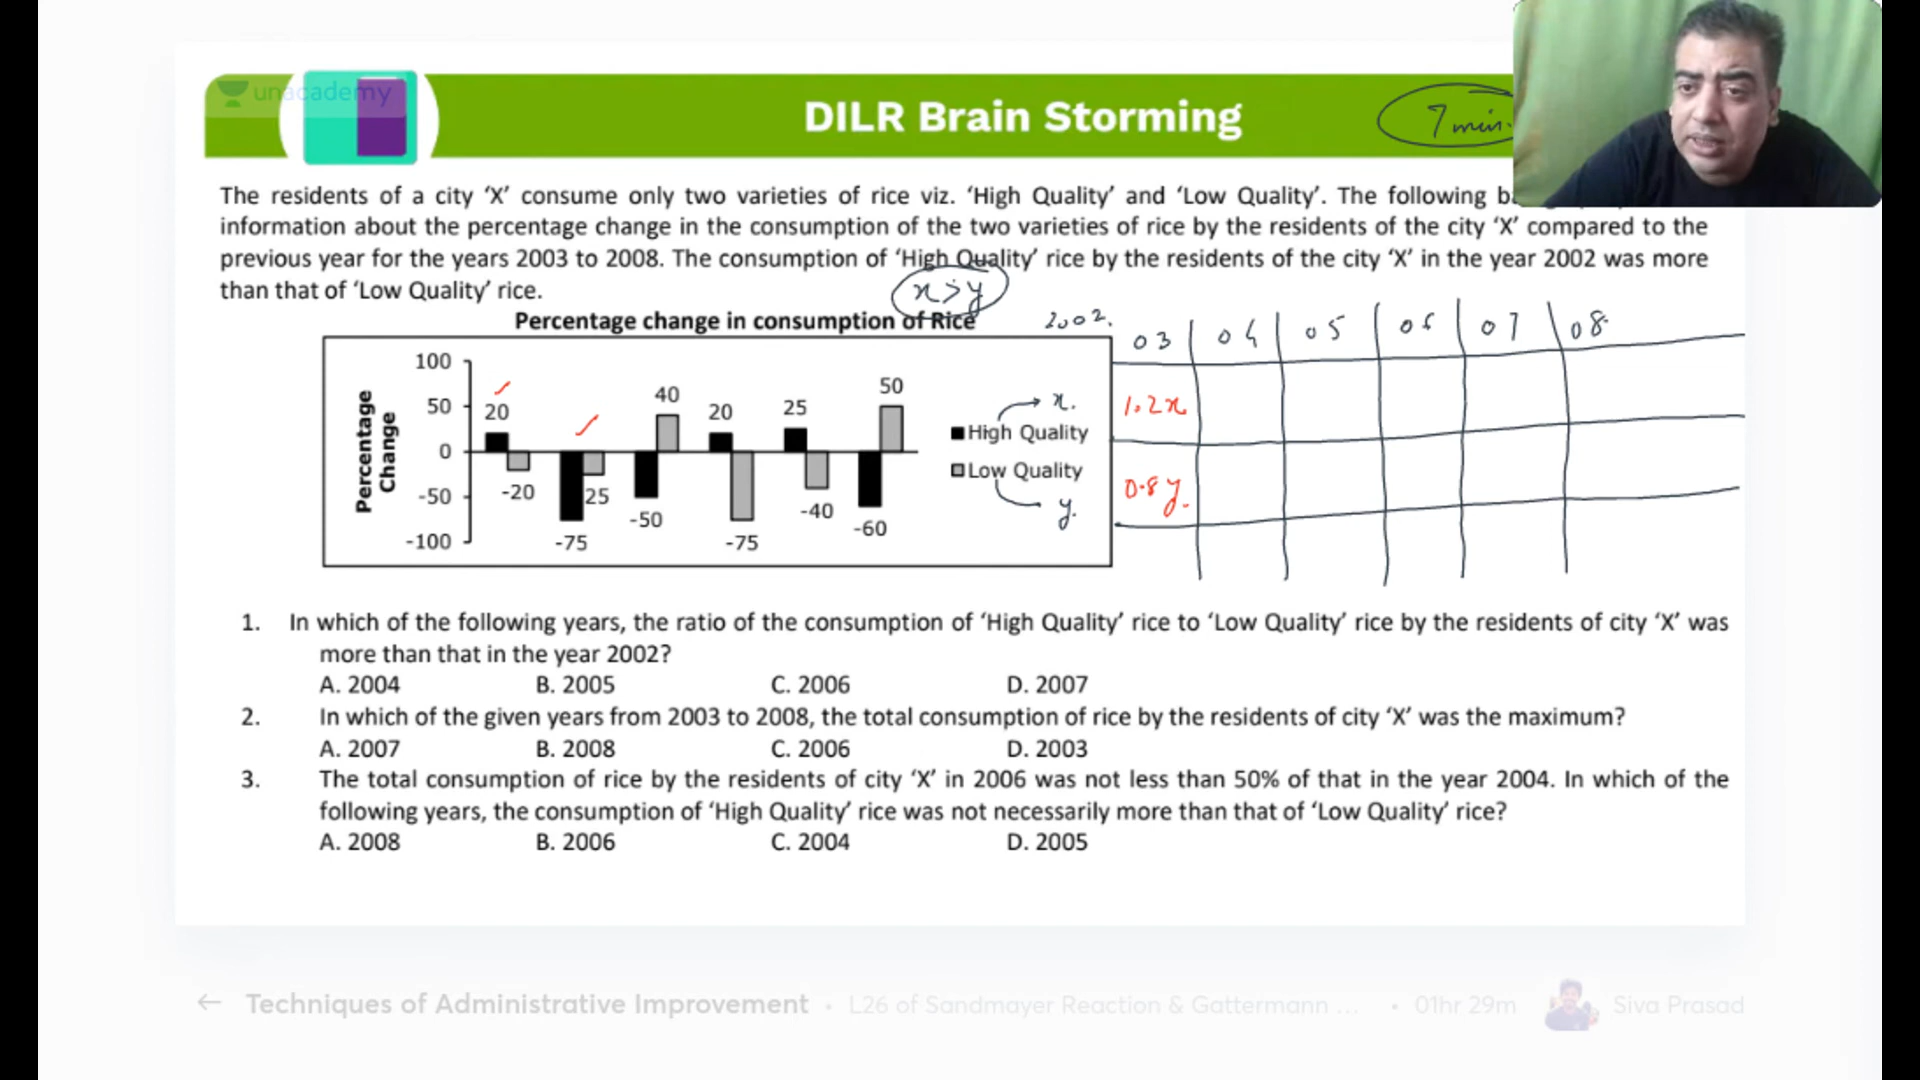 unacademy
DILR Brain Storming
7 min.
The residents of a city ‘X’ consume only two varieties of rice viz. ‘High Quality’ and ‘Low Quality’. The following
information about the percentage change in the consumption of the two varieties of rice by the residents of the city ‘X’ compared to the
previous year for the years 2003 to 2008. The consumption of ‘High Quality’ rice by the residents of the city ‘X’ in the year 2002 was more
than that of ‘Low Quality’ rice.
x>y
Percentage change in consumption of Rice
2002.
03 04 05 06 07 08
100
50
0
-50
-100
Percentage
Change
20
-20
-75
25
-50
40
20
-75
25
-40
-60
50
High Quality
Low Quality
x.
y.
1.2x
0.8y.
1. In which of the following years, the ratio of the consumption of ‘High Quality’ rice to ‘Low Quality’ rice by the residents of city ‘X’ was
more than that in the year 2002?
A. 2004 B. 2005 C. 2006 D. 2007
2. In which of the given years from 2003 to 2008, the total consumption of rice by the residents of city ‘X’ was the maximum?
A. 2007 B. 2008 C. 2006 D. 2003
3. The total consumption of rice by the residents of city ‘X’ in 2006 was not less than 50% of that in the year 2004. In which of the
following years, the consumption of ‘High Quality’ rice was not necessarily more than that of ‘Low Quality’ rice?
A. 2008 B. 2006 C. 2004 D. 2005
Techniques of Administrative Improvement • L26 of Sandmayer Reaction & Gattermann ... • 01hr 29m Siva Prasad